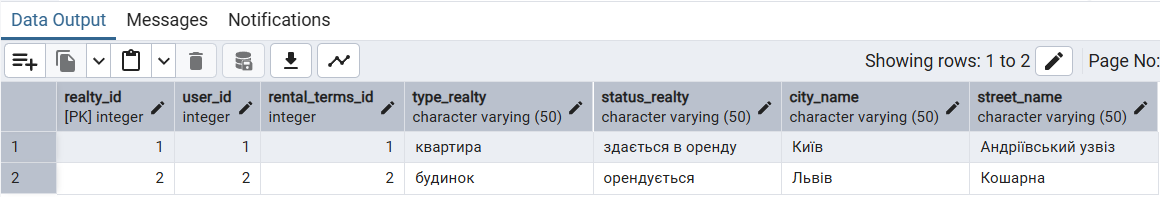 Data Output Messages Notifications
Showing rows: 1 to 2 Page No:
realty_id user_id rental_terms_id type_realty status_realty city_name street_name
[PK] integer integer integer character varying (50) character varying (50) character varying (50) character varying (50)
1 1 1 1 квартира здається в оренду Київ Андріївський узвіз
2 2 2 2 будинок орендується Львів Кошарна